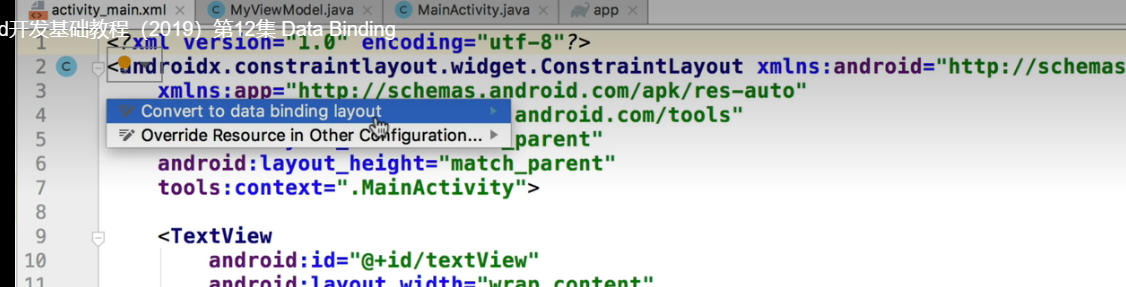 activity_main.xml MyViewModel.java MainActivity.java app
d开发基础教程（2019）第12集 Data Binding
1 <?xml version="1.0" encoding="utf-8"?>
2 <androidx.constraintlayout.widget.ConstraintLayout xmlns:android="http://schemas
3 xmlns:app="http://schemas.android.com/apk/res-auto"
Convert to data binding layout
4 android.com/tools"
Override Resource in Other Configuration...
5 _parent"
6 android:layout_height="match_parent"
7 tools:context=".MainActivity">
8
9 <TextView
10 android:id="@+id/textView"
11 android:layout_width="wrap_content"